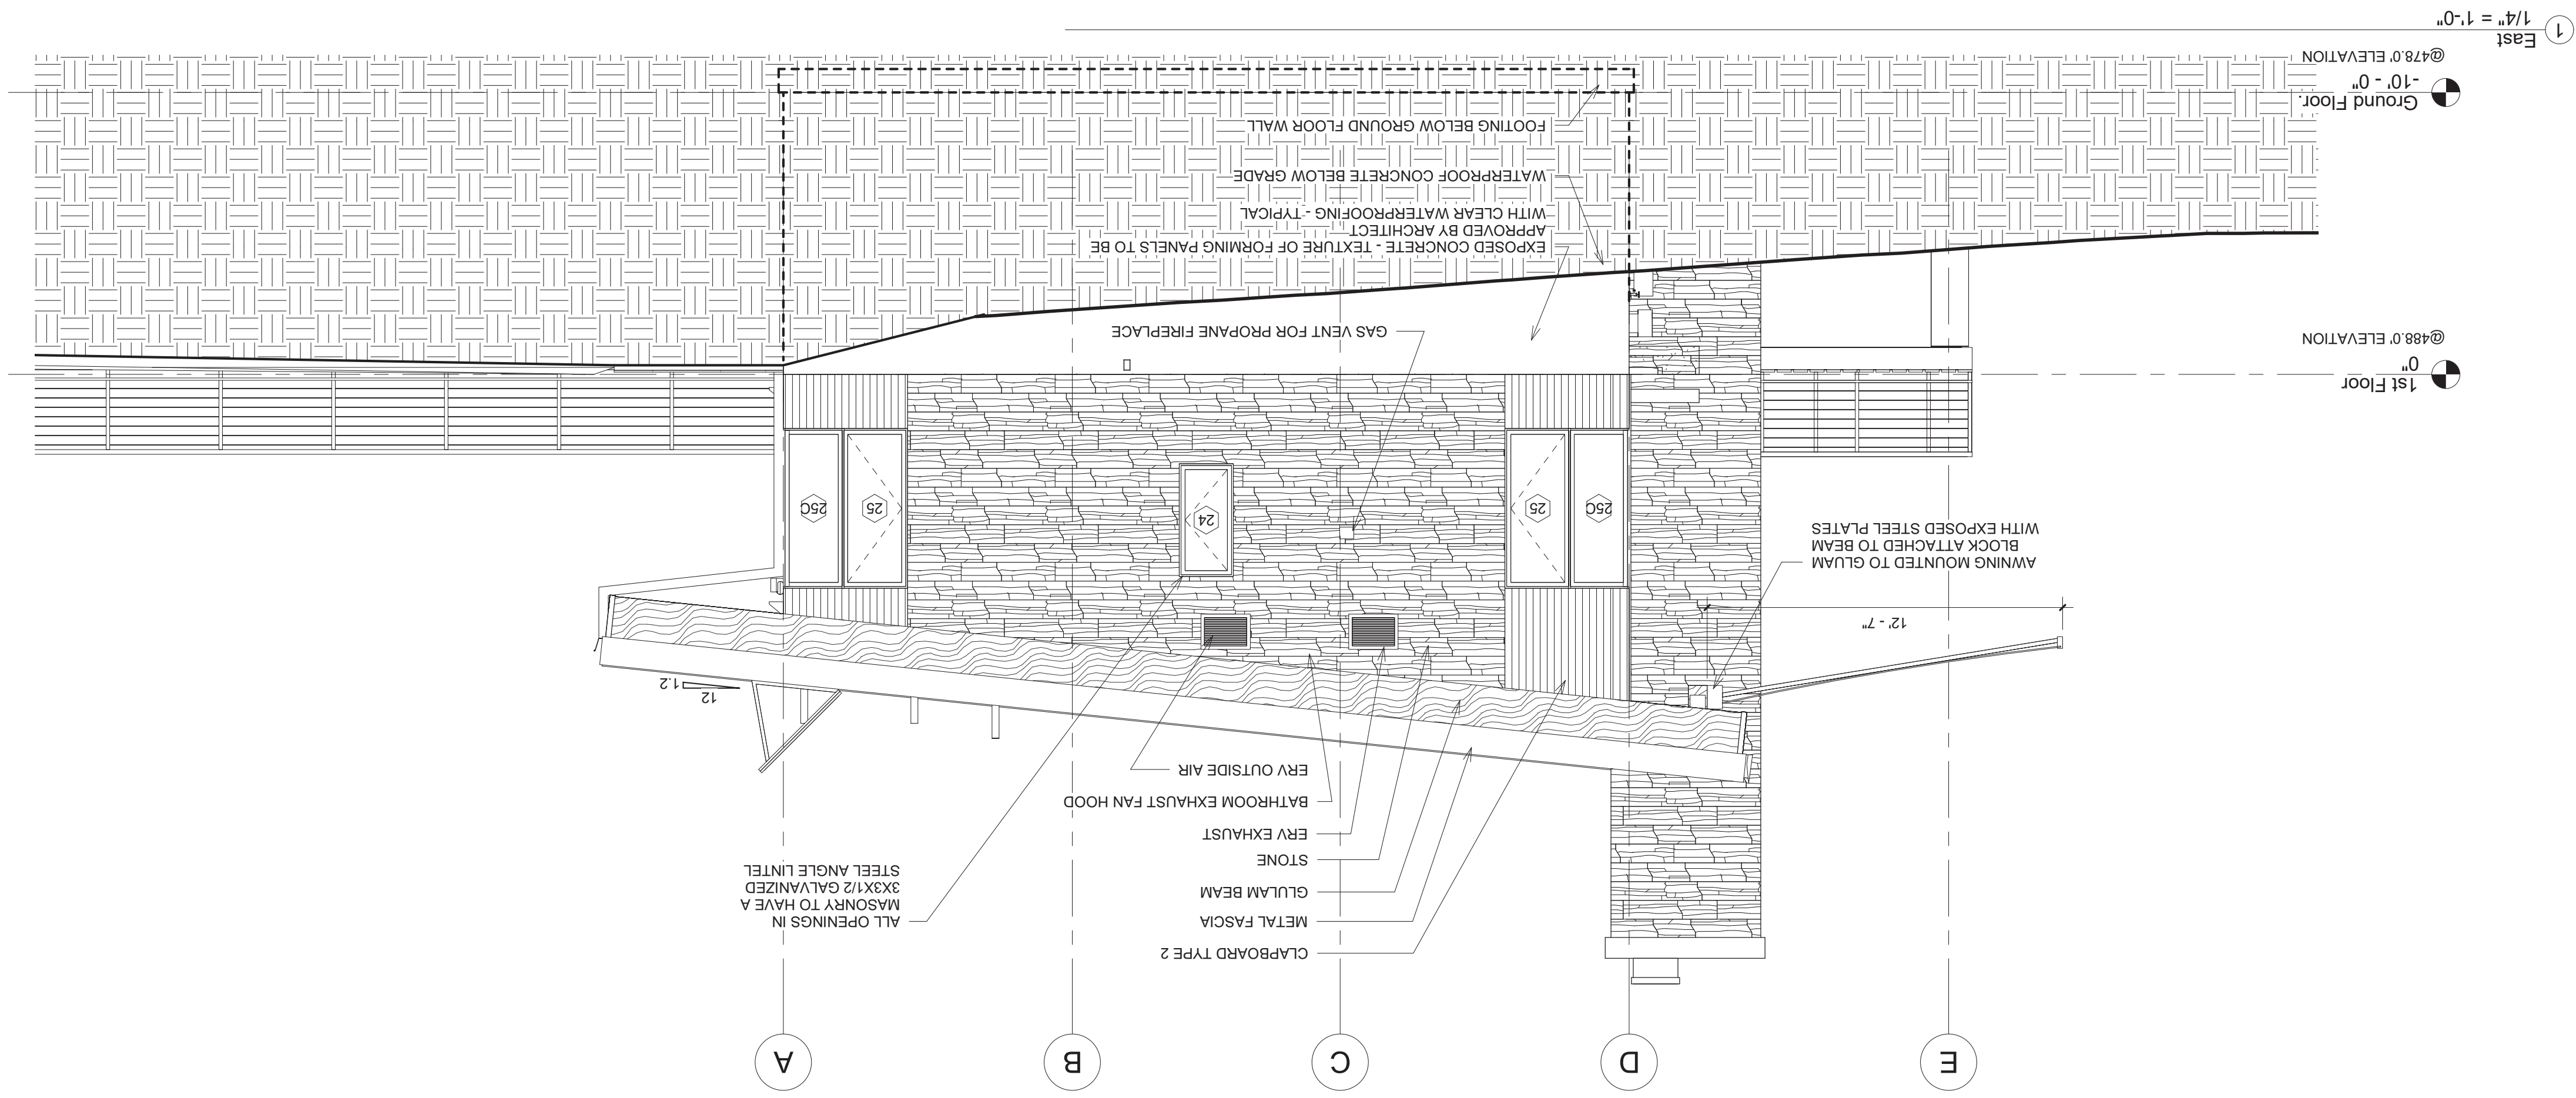 E
D
C
B
A
CLAPBOARD TYPE 2
METAL FASCIA
GLULAM BEAM
STONE
ERV EXHAUST
BATHROOM EXHAUST FAN HOOD
ERV OUTSIDE AIR
ALL OPENINGS IN
MASONRY TO HAVE A
3X3X1/2 GALVANIZED
STEEL ANGLE LINTEL
12
1.2
12' - 7"
AWNING MOUNTED TO GLUAM
BLOCK ATTACHED TO BEAM
WITH EXPOSED STEEL PLATES
25C
25
24
25
25C
1st Floor
0"
@488.0' ELEVATION
GAS VENT FOR PROPANE FIREPLACE
EXPOSED CONCRETE - TEXTURE OF FORMING PANELS TO BE
APPROVED BY ARCHITECT
WITH CLEAR WATERPROOFING - TYPICAL
WATERPROOF CONCRETE BELOW GRADE
FOOTING BELOW GROUND FLOOR WALL
Ground Floor.
-10' - 0"
@478.0' ELEVATION
1
East
1/4" = 1'-0"